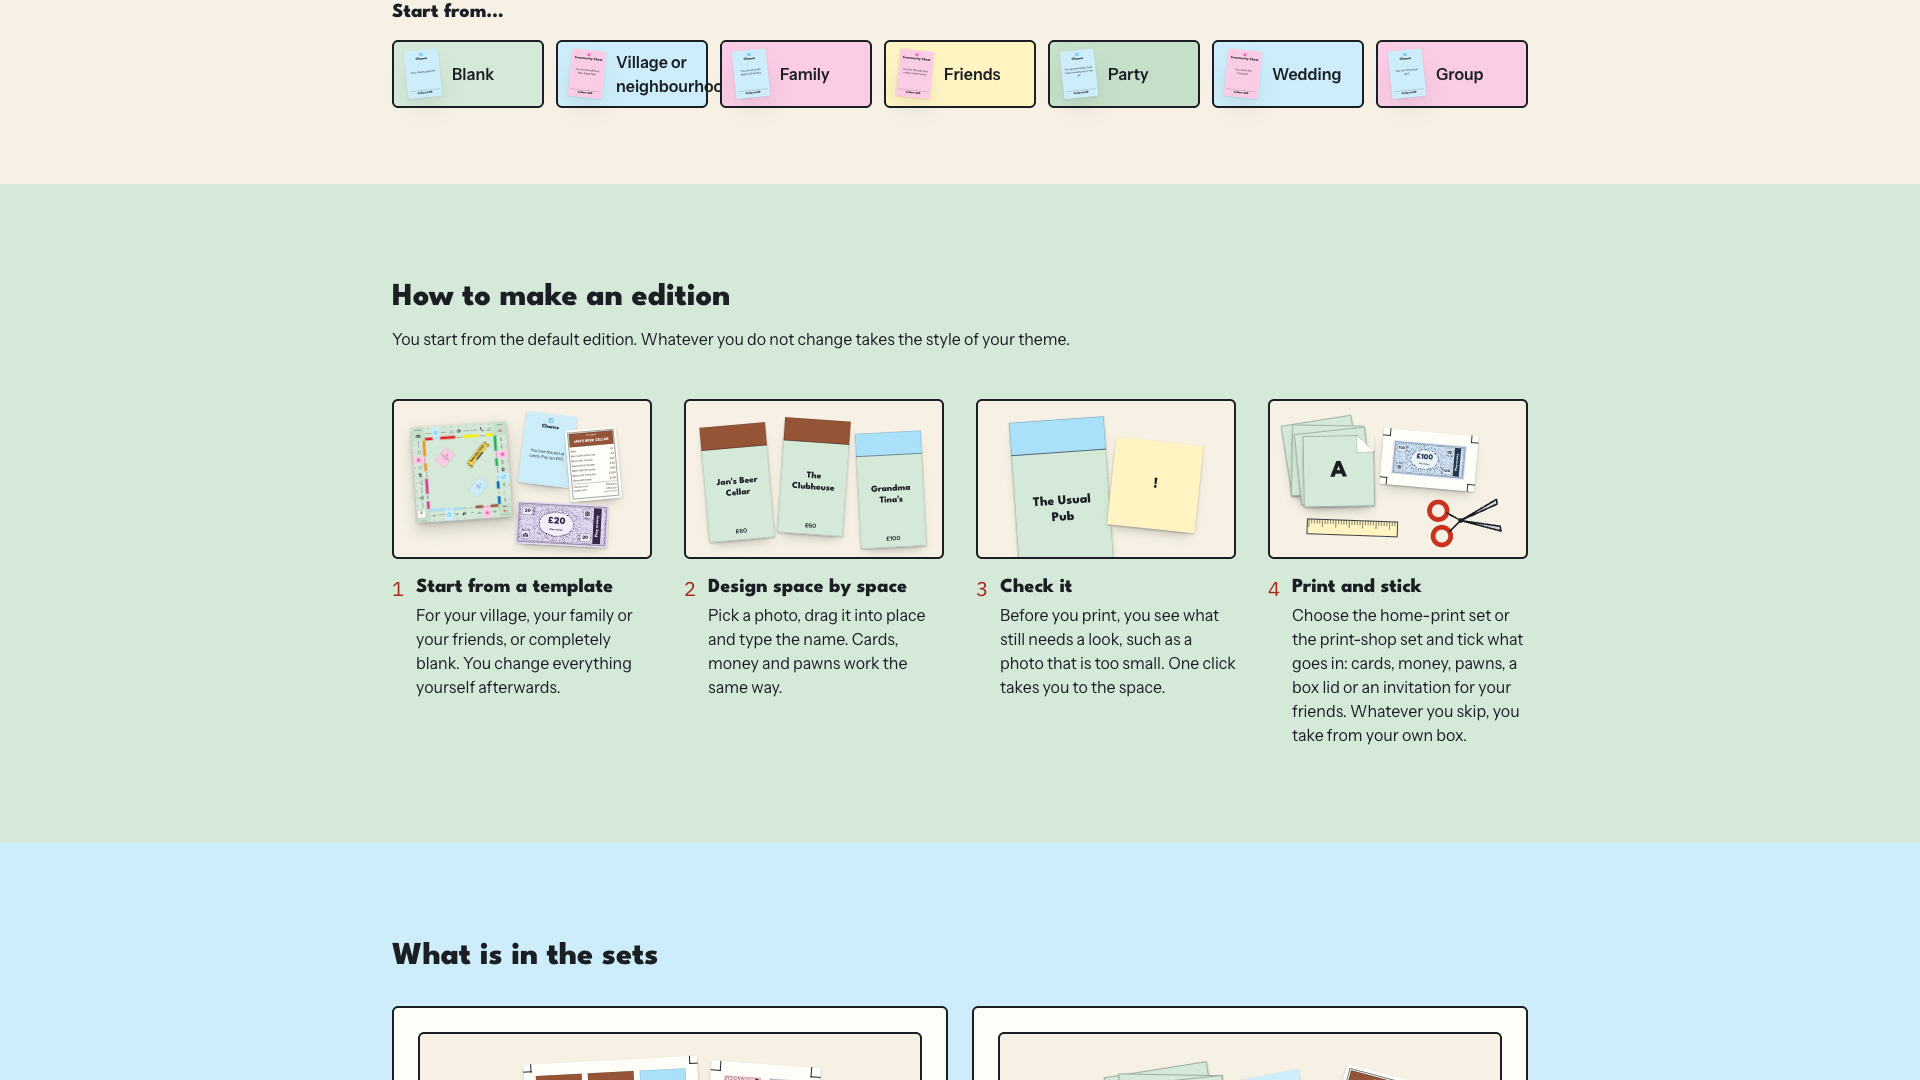 Start from...
Blank
Village or
neighbourhoo
Family
Friends
Party
Wedding
Group
How to make an edition
You start from the default edition. Whatever you do not change takes the style of your theme.
Chance
JAN'S BEER CELLAR
£20
Jan's Beer
Cellar
£60
The
Clubhouse
£60
Grandma
Tina's
£100
The Usual
Pub
!
A
£100
1 Start from a template
For your village, your family or
your friends, or completely
blank. You change everything
yourself afterwards.
2 Design space by space
Pick a photo, drag it into place
and type the name. Cards,
money and pawns work the
same way.
3 Check it
Before you print, you see what
still needs a look, such as a
photo that is too small. One click
takes you to the space.
4 Print and stick
Choose the home-print set or
the print-shop set and tick what
goes in: cards, money, pawns, a
box lid or an invitation for your
friends. Whatever you skip, you
take from your own box.
What is in the sets